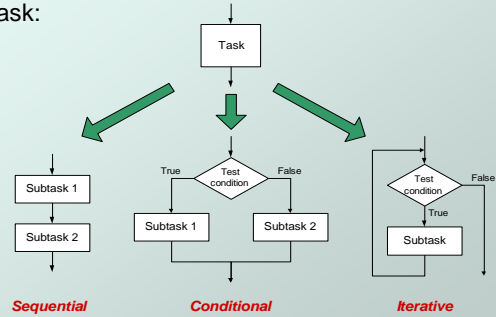 ask:
Task
Subtask 1
Subtask 2
Sequential
True
Test
condition
False
Subtask 1
Subtask 2
Conditional
Test
condition
False
True
Subtask
Iterative